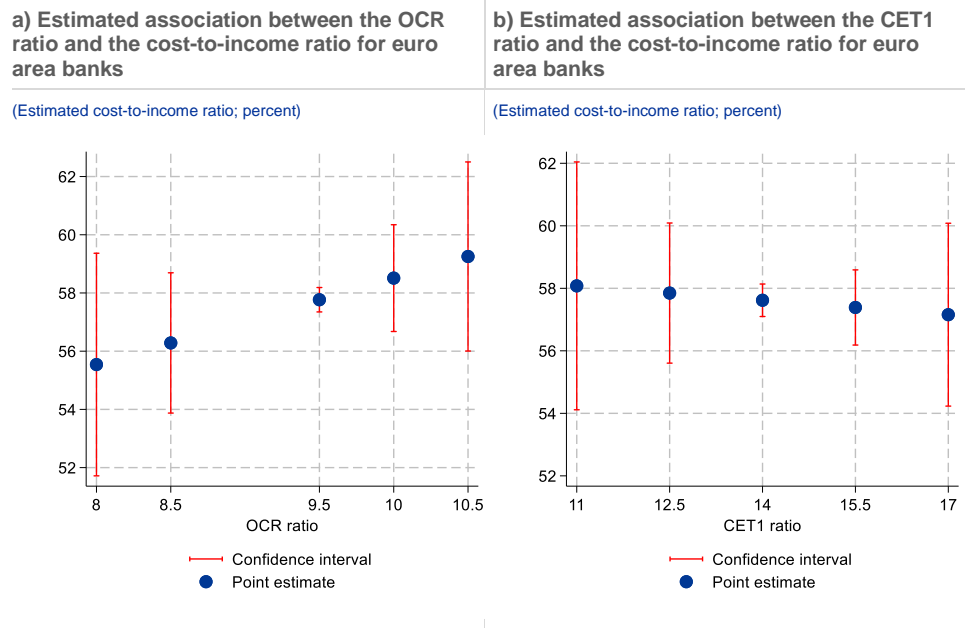 a) Estimated association between the OCR
ratio and the cost-to-income ratio for euro
area banks
(Estimated cost-to-income ratio; percent)
62
60
58
56
54
52
8
8.5
9.5
10
10.5
OCR ratio
Confidence interval
Point estimate
b) Estimated association between the CET1
ratio and the cost-to-income ratio for euro
area banks
(Estimated cost-to-income ratio; percent)
62
60
58
56
54
52
11
12.5
14
15.5
17
CET1 ratio
Confidence interval
Point estimate